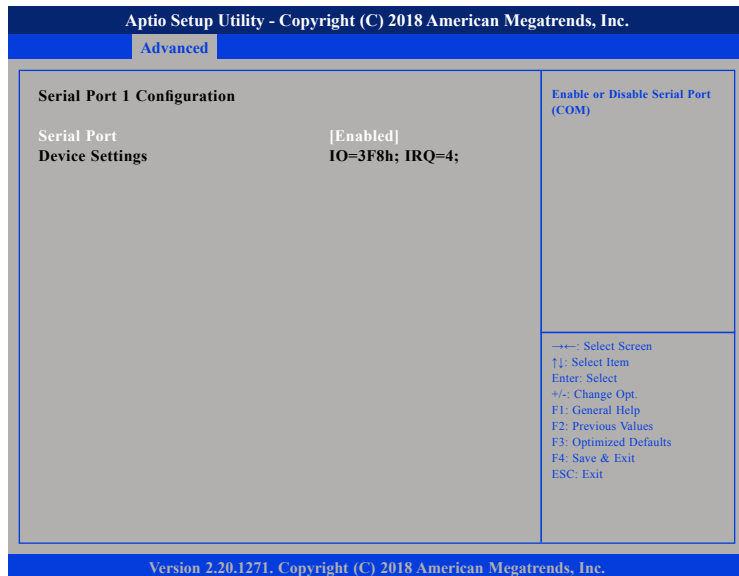 Aptio Setup Utility - Copyright (C) 2018 American Megatrends, Inc.
Advanced
Serial Port 1 Configuration
Serial Port [Enabled]
Device Settings IO=3F8h; IRQ=4;
Enable or Disable Serial Port
(COM)
→←: Select Screen
↑↓: Select Item
Enter: Select
+/-: Change Opt.
F1: General Help
F2: Previous Values
F3: Optimized Defaults
F4: Save & Exit
ESC: Exit
Version 2.20.1271. Copyright (C) 2018 American Megatrends, Inc.